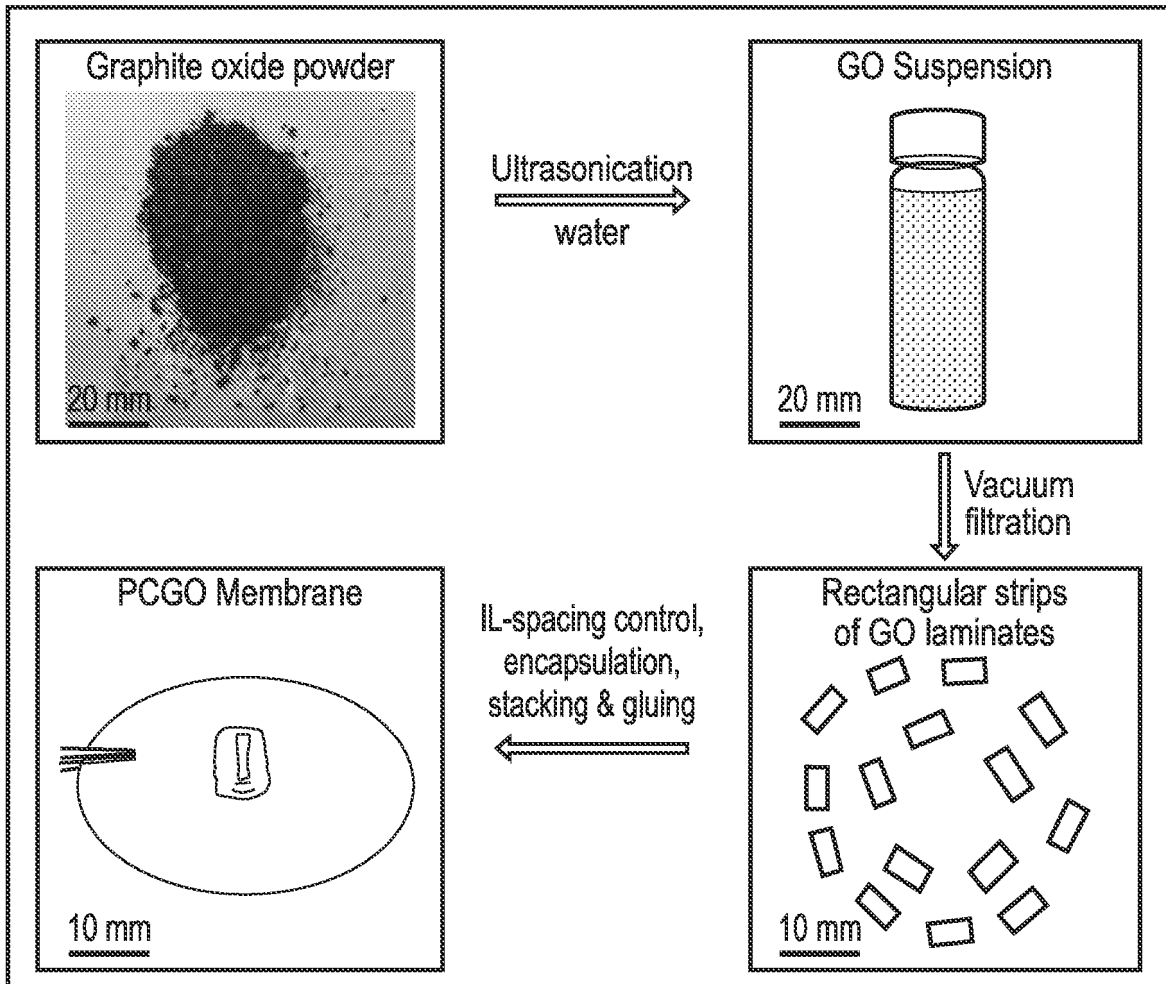 Graphite oxide powder
20 mm
Ultrasonication
water
GO Suspension
20 mm
Vacuum
filtration
Rectangular strips
of GO laminates
10 mm
IL-spacing control,
encapsulation,
stacking & gluing
PCGO Membrane
10 mm